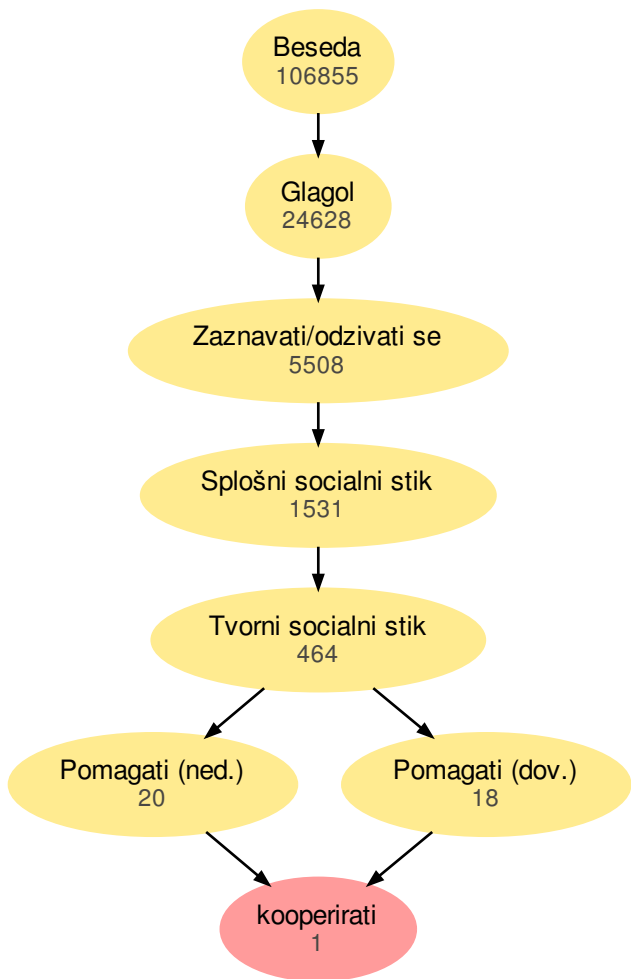 Beseda
106855
Glagol
24628
Zaznavati/odzivati se
5508
Splošni socialni stik
1531
Tvorni socialni stik
464
Pomagati (ned.)
20
Pomagati (dov.)
18
kooperirati
1